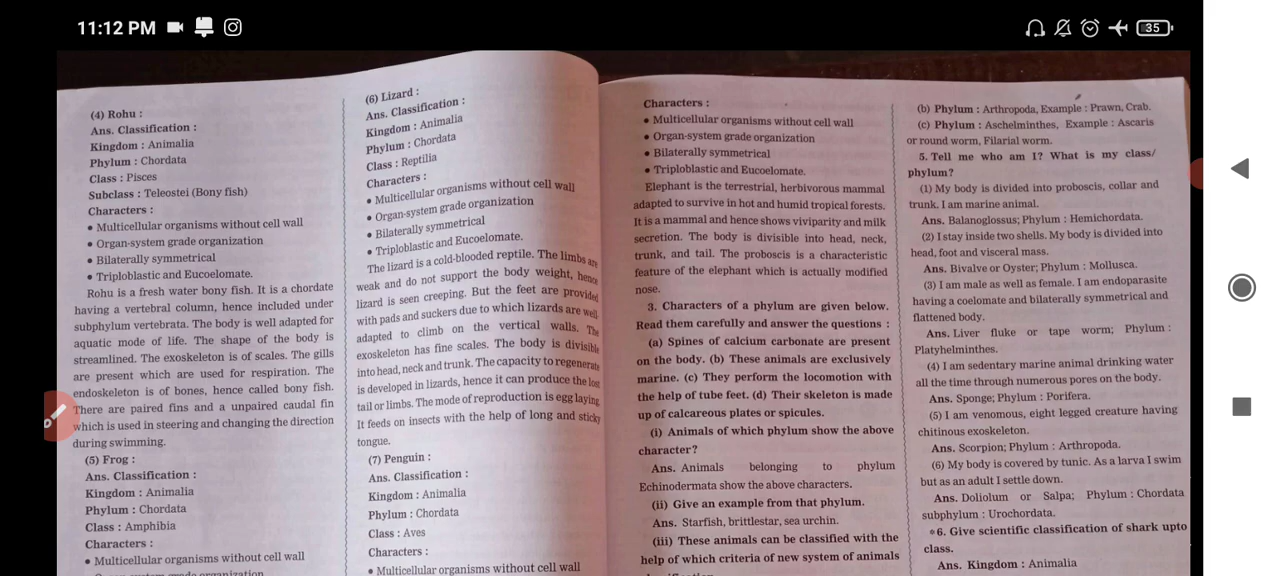 11:12 PM
35
(4) Rohu :
Ans. Classification :
Kingdom : Animalia
Phylum : Chordata
Class : Pisces
Subclass : Teleostei (Bony fish)
Characters :
• Multicellular organisms without cell wall
• Organ-system grade organization
• Bilaterally symmetrical
• Triploblastic and Eucoelomate.
Rohu is a fresh water bony fish. It is a chordate
having a vertebral column, hence included under
subphylum vertebrata. The body is well adapted for
aquatic mode of life. The shape of the body is
streamlined. The exoskeleton is of scales. The gills
are present which are used for respiration. The
endoskeleton is of bones, hence called bony fish.
There are paired fins and a unpaired caudal fin
which is used in steering and changing the direction
during swimming.
(5) Frog :
Ans. Classification :
Kingdom : Animalia
Phylum : Chordata
Class : Amphibia
Characters :
• Multicellular organisms without cell wall
• Organ-system grade organization
(6) Lizard :
Ans. Classification :
Kingdom : Animalia
Phylum : Chordata
Class : Reptilia
Characters :
• Multicellular organisms without cell wall
• Organ-system grade organization
• Bilaterally symmetrical
• Triploblastic and Eucoelomate.
The lizard is a cold-blooded reptile. The limbs are
weak and do not support the body weight, hence
lizard is seen creeping. But the feet are provided
with pads and suckers due to which lizards are well
adapted to climb on the vertical walls. The
exoskeleton has fine scales. The body is divisible
into head, neck and trunk. The capacity to regenerate
is developed in lizards, hence it can produce the lost
tail or limbs. The mode of reproduction is egg laying.
It feeds on insects with the help of long and sticky
tongue.
(7) Penguin :
Ans. Classification :
Kingdom : Animalia
Phylum : Chordata
Class : Aves
Characters :
• Multicellular organisms without cell wall
Characters :
• Multicellular organisms without cell wall
• Organ-system grade organization
• Bilaterally symmetrical
• Triploblastic and Eucoelomate.
Elephant is the terrestrial, herbivorous mammal
adapted to survive in hot and humid tropical forests.
It is a mammal and hence shows viviparity and milk
secretion. The body is divisible into head, neck,
trunk, and tail. The proboscis is a characteristic
feature of the elephant which is actually modified
nose.
3. Characters of a phylum are given below.
Read them carefully and answer the questions :
(a) Spines of calcium carbonate are present
on the body. (b) These animals are exclusively
marine. (c) They perform the locomotion with
the help of tube feet. (d) Their skeleton is made
up of calcareous plates or spicules.
(i) Animals of which phylum show the above
character?
Ans. Animals belonging to phylum
Echinodermata show the above characters.
(ii) Give an example from that phylum.
Ans. Starfish, brittlestar, sea urchin.
(iii) These animals can be classified with the
help of which criteria of new system of animals
(b) Phylum : Arthropoda, Example : Prawn, Crab.
(c) Phylum : Aschelminthes, Example : Ascaris
or round worm, Filarial worm.
5. Tell me who am I? What is my class/
phylum?
(1) My body is divided into proboscis, collar and
trunk. I am marine animal.
Ans. Balanoglossus; Phylum : Hemichordata.
(2) I stay inside two shells. My body is divided into
head, foot and visceral mass.
Ans. Bivalve or Oyster; Phylum : Mollusca.
(3) I am male as well as female. I am endoparasite
having a coelomate and bilaterally symmetrical and
flattened body.
Ans. Liver fluke or tape worm; Phylum :
Platyhelminthes.
(4) I am sedentary marine animal drinking water
all the time through numerous pores on the body.
Ans. Sponge; Phylum : Porifera.
(5) I am venomous, eight legged creature having
chitinous exoskeleton.
Ans. Scorpion; Phylum : Arthropoda.
(6) My body is covered by tunic. As a larva I swim
but as an adult I settle down.
Ans. Doliolum or Salpa; Phylum : Chordata
subphylum : Urochordata.
*6. Give scientific classification of shark upto
class.
Ans. Kingdom : Animalia